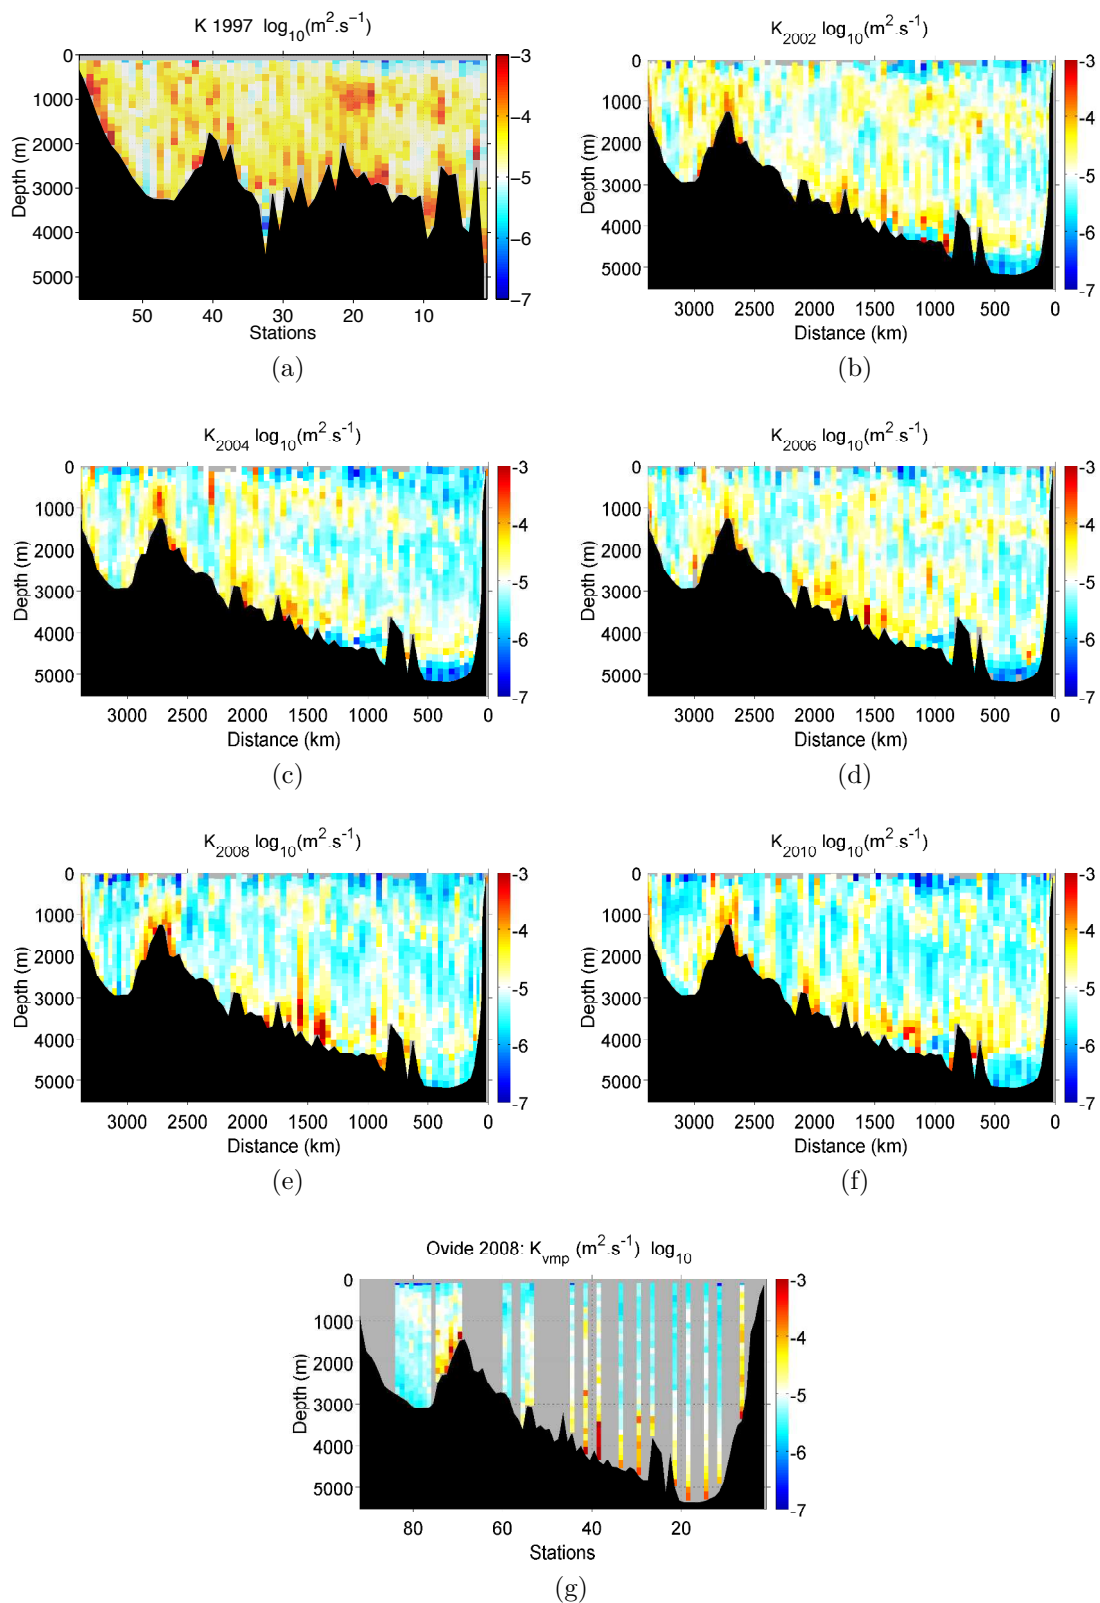 K 1997 log10(m2.s−1)
Depth (m)
0
1000
2000
3000
4000
5000
50 40 30 20 10
Stations
−3
−4
−5
−6
−7
(a)
K2002 log10(m2.s-1)
Depth (m)
0
1000
2000
3000
4000
5000
3000 2500 2000 1500 1000 500 0
Distance (km)
-3
-4
-5
-6
-7
(b)
K2004 log10(m2.s-1)
Depth (m)
0
1000
2000
3000
4000
5000
3000 2500 2000 1500 1000 500 0
Distance (km)
-3
-4
-5
-6
-7
(c)
K2006 log10(m2.s-1)
Depth (m)
0
1000
2000
3000
4000
5000
3000 2500 2000 1500 1000 500 0
Distance (km)
-3
-4
-5
-6
-7
(d)
K2008 log10(m2.s-1)
Depth (m)
0
1000
2000
3000
4000
5000
3000 2500 2000 1500 1000 500 0
Distance (km)
-3
-4
-5
-6
-7
(e)
K2010 log10(m2.s-1)
Depth (m)
0
1000
2000
3000
4000
5000
3000 2500 2000 1500 1000 500 0
Distance (km)
-3
-4
-5
-6
-7
(f)
Ovide 2008: Kvmp (m2.s-1) log10
Depth (m)
0
1000
2000
3000
4000
5000
80 60 40 20
Stations
-3
-4
-5
-6
-7
(g)